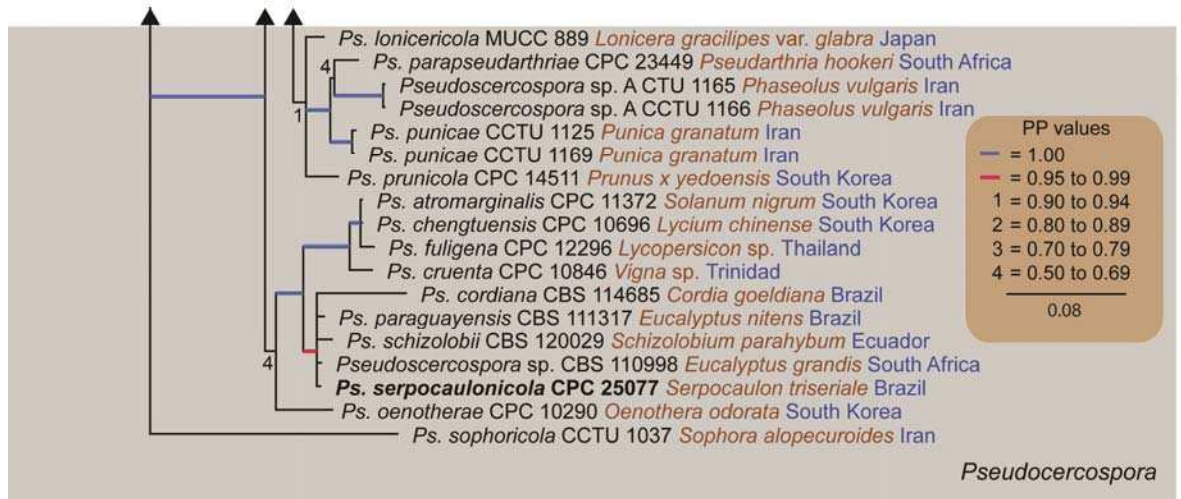 Ps. lonicericola MUCC 889 Lonicera gracilipes var. glabra Japan
4
Ps. parapseudarthriae CPC 23449 Pseudarthria hookeri South Africa
Pseudoscercospora sp. A CTU 1165 Phaseolus vulgaris Iran
Pseudoscercospora sp. A CCTU 1166 Phaseolus vulgaris Iran
1
Ps. punicae CCTU 1125 Punica granatum Iran
Ps. punicae CCTU 1169 Punica granatum Iran
Ps. prunicola CPC 14511 Prunus x yedoensis South Korea
Ps. atromarginalis CPC 11372 Solanum nigrum South Korea
Ps. chengtuensis CPC 10696 Lycium chinense South Korea
Ps. fuligena CPC 12296 Lycopersicon sp. Thailand
Ps. cruenta CPC 10846 Vigna sp. Trinidad
Ps. cordiana CBS 114685 Cordia goeldiana Brazil
Ps. paraguayensis CBS 111317 Eucalyptus nitens Brazil
Ps. schizolobii CBS 120029 Schizolobium parahybum Ecuador
4
Pseudoscercospora sp. CBS 110998 Eucalyptus grandis South Africa
Ps. serpocaulonicola CPC 25077 Serpocaulon triseriale Brazil
Ps. oenotherae CPC 10290 Oenothera odorata South Korea
Ps. sophoricola CCTU 1037 Sophora alopecuroides Iran
PP values
= 1.00
= 0.95 to 0.99
1 = 0.90 to 0.94
2 = 0.80 to 0.89
3 = 0.70 to 0.79
4 = 0.50 to 0.69
0.08
Pseudocercospora